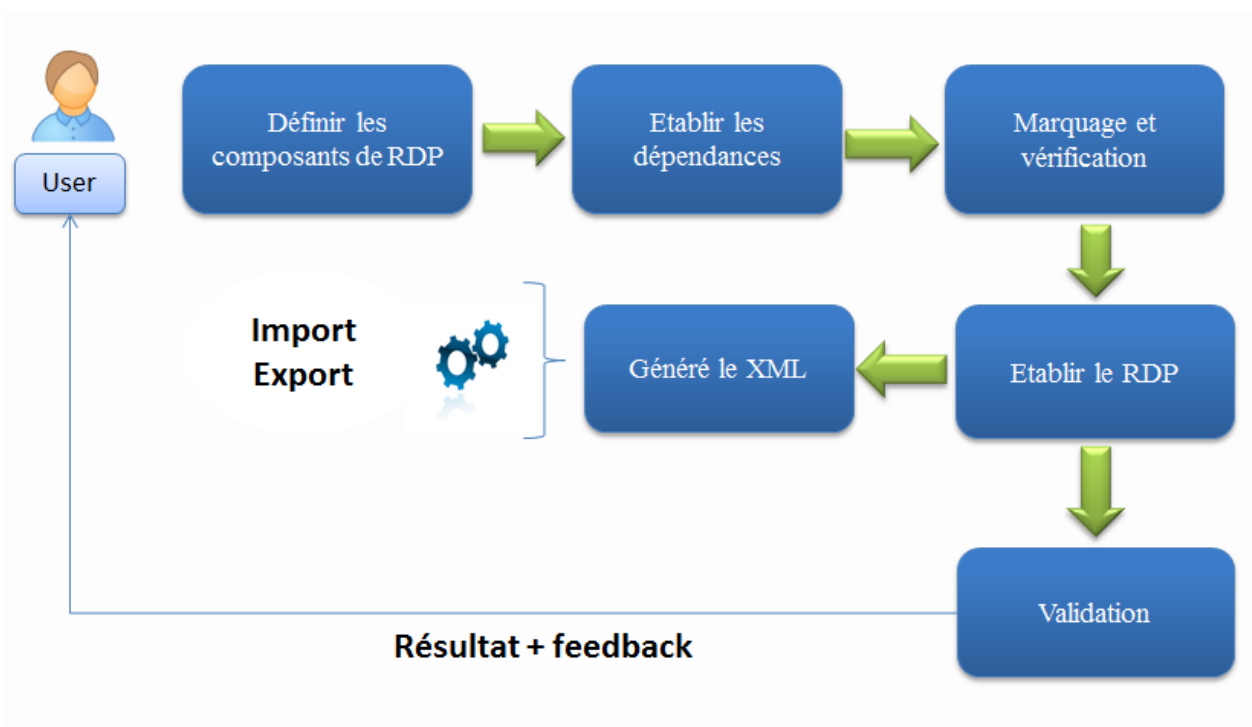 Définir les
composants de RDP
Etablir les
dépendances
Marquage et
vérification
User
Import
Export
Généré le XML
Etablir le RDP
Validation
Résultat + feedback